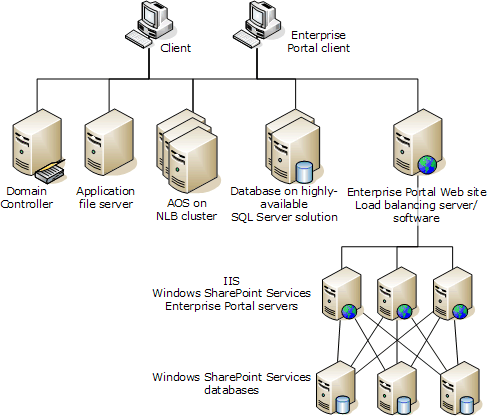 Client
Enterprise
Portal client
Domain
Controller
Application
file server
AOS on
NLB cluster
Database on highly-
available
SQL Server solution
Enterprise Portal Web site
Load balancing server/
software
IIS
Windows SharePoint Services
Enterprise Portal servers
Windows SharePoint Services
databases